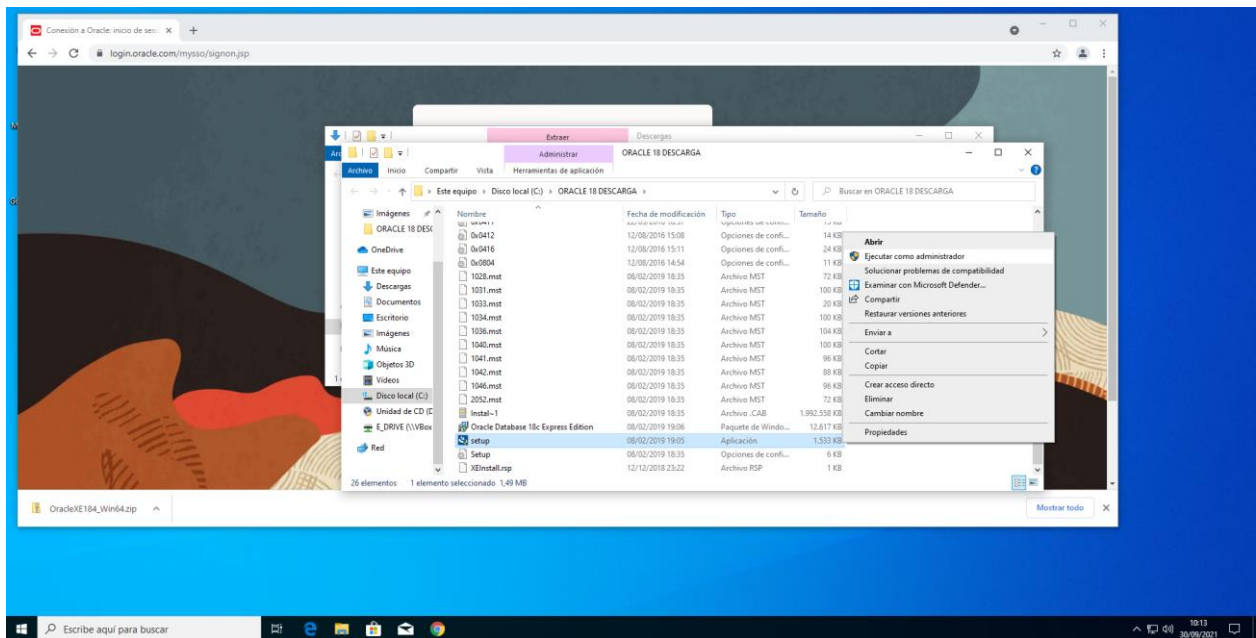 Conexión a Oracle: inicio de sesi
login.oracle.com/mysso/signon.jsp
Extraer
Descargas
Administrar
ORACLE 18 DESCARGA
Archivo Inicio Compartir Vista Herramientas de aplicación
Este equipo › Disco local (C:) › ORACLE 18 DESCARGA ›
Buscar en ORACLE 18 DESCARGA
Imágenes
ORACLE 18 DESC
OneDrive
Este equipo
Descargas
Documentos
Escritorio
Imágenes
Música
Objetos 3D
Vídeos
Disco local (C:)
Unidad de CD (D
E_DRIVE (\\VBox
Red
Nombre Fecha de modificación Tipo Tamaño
0x0412 12/08/2016 15:08 Opciones de confi... 14 KB
0x0416 12/08/2016 15:11 Opciones de confi... 24 KB
0x0804 12/08/2016 14:54 Opciones de confi... 11 KB
1028.mst 08/02/2019 18:35 Archivo MST 72 KB
1031.mst 08/02/2019 18:35 Archivo MST 100 KB
1033.mst 08/02/2019 18:35 Archivo MST 20 KB
1034.mst 08/02/2019 18:35 Archivo MST 100 KB
1036.mst 08/02/2019 18:35 Archivo MST 104 KB
1040.mst 08/02/2019 18:35 Archivo MST 100 KB
1041.mst 08/02/2019 18:35 Archivo MST 96 KB
1042.mst 08/02/2019 18:35 Archivo MST 88 KB
1046.mst 08/02/2019 18:35 Archivo MST 96 KB
2052.mst 08/02/2019 18:35 Archivo MST 72 KB
Instal~1 08/02/2019 18:35 Archivo .CAB 1.992.558 KB
Oracle Database 18c Express Edition 08/02/2019 19:06 Paquete de Windo... 12.617 KB
setup 08/02/2019 19:05 Aplicación 1.533 KB
Setup 08/02/2019 18:35 Opciones de confi... 6 KB
XEInstall.rsp 12/12/2018 23:22 Archivo RSP 1 KB
26 elementos 1 elemento seleccionado 1,49 MB
Abrir
Ejecutar como administrador
Solucionar problemas de compatibilidad
Examinar con Microsoft Defender...
Compartir
Restaurar versiones anteriores
Enviar a
Cortar
Copiar
Crear acceso directo
Eliminar
Cambiar nombre
Propiedades
OracleXE184_Win64.zip
Mostrar todo
Escribe aquí para buscar
10:13
30/09/2021